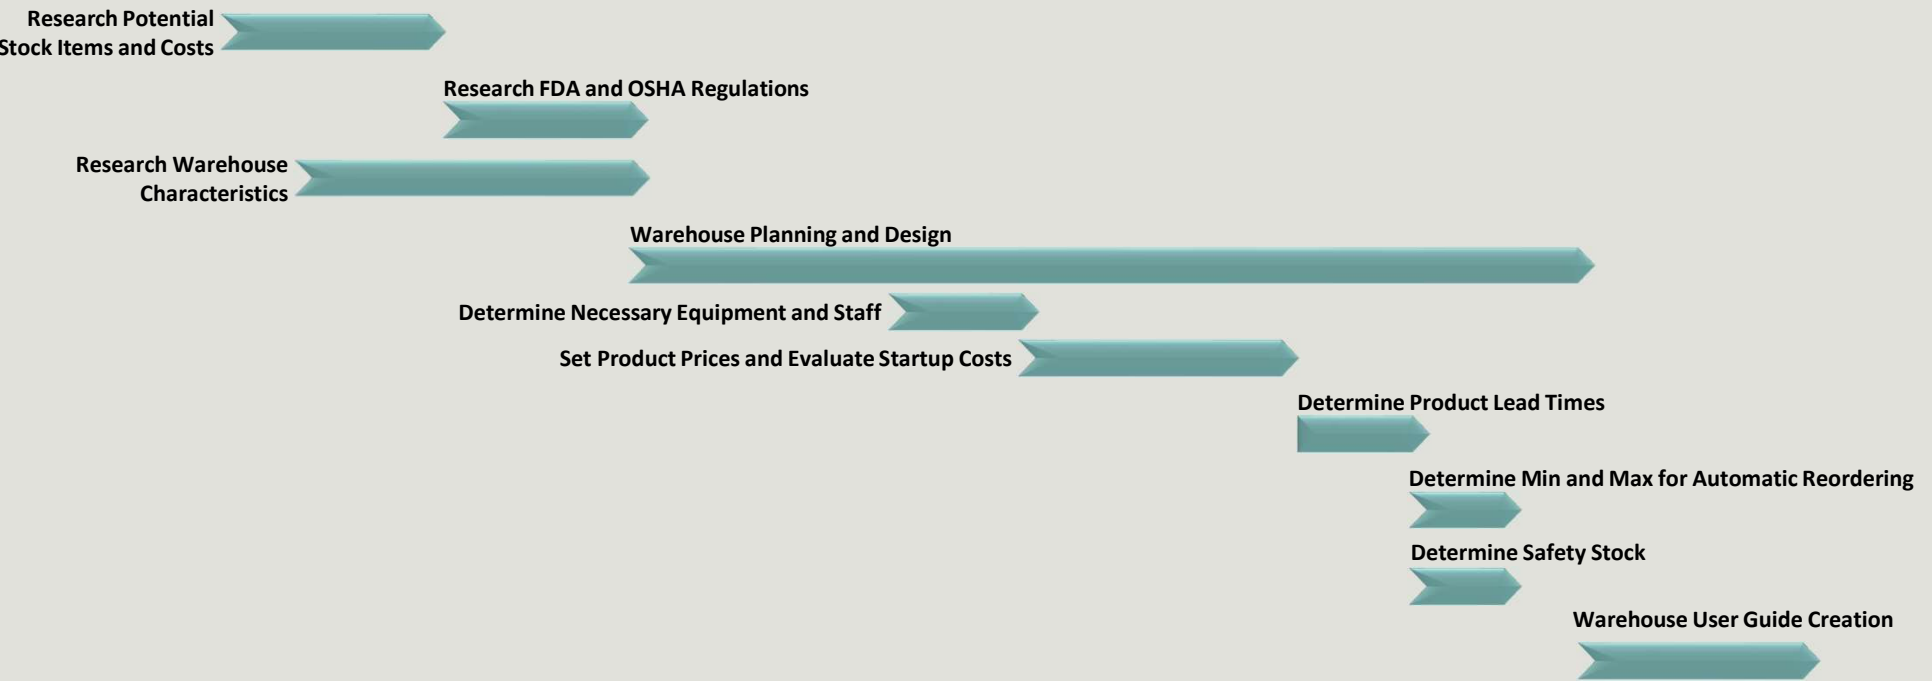 Research Potential
Stock Items and Costs
Research FDA and OSHA Regulations
Research Warehouse
Characteristics
Warehouse Planning and Design
Determine Necessary Equipment and Staff
Set Product Prices and Evaluate Startup Costs
Determine Product Lead Times
Determine Min and Max for Automatic Reordering
Determine Safety Stock
Warehouse User Guide Creation